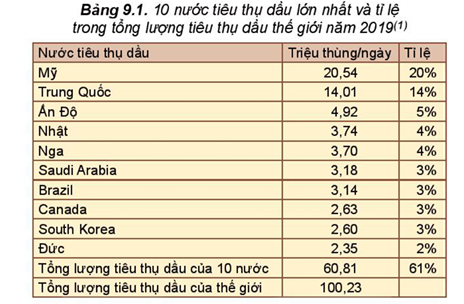 Bảng 9.1. 10 nước tiêu thụ dầu lớn nhất và tỉ lệ
trong tổng lượng tiêu thụ dầu thế giới năm 2019(1)
Nước tiêu thụ dầu Triệu thùng/ngày Tỉ lệ
Mỹ 20,54 20%
Trung Quốc 14,01 14%
Ấn Độ 4,92 5%
Nhật 3,74 4%
Nga 3,70 4%
Saudi Arabia 3,18 3%
Brazil 3,14 3%
Canada 2,63 3%
South Korea 2,60 3%
Đức 2,35 2%
Tổng lượng tiêu thụ dầu của 10 nước 60,81 61%
Tổng lượng tiêu thụ dầu của thế giới 100,23